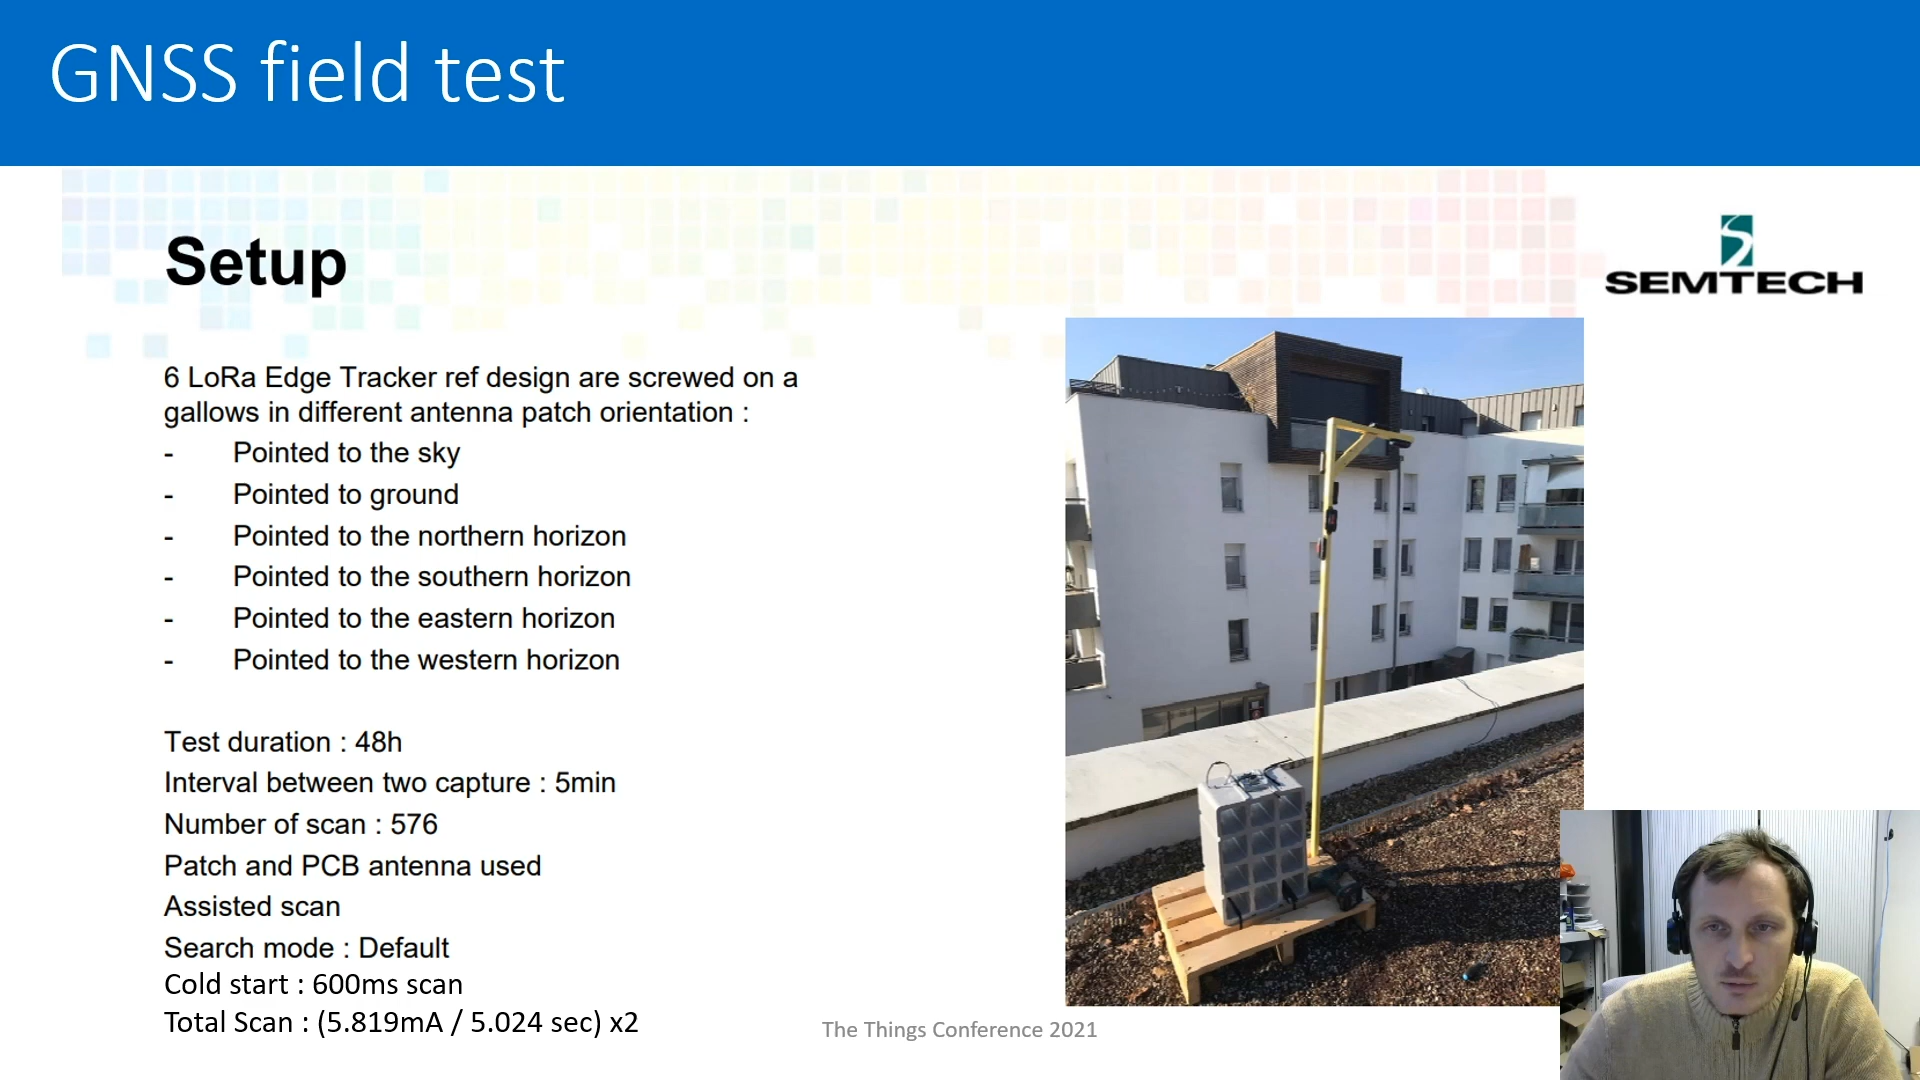 GNSS field test
Setup
SEMTECH
6 LoRa Edge Tracker ref design are screwed on a
gallows in different antenna patch orientation :
- Pointed to the sky
- Pointed to ground
- Pointed to the northern horizon
- Pointed to the southern horizon
- Pointed to the eastern horizon
- Pointed to the western horizon
Test duration : 48h
Interval between two capture : 5min
Number of scan : 576
Patch and PCB antenna used
Assisted scan
Search mode : Default
Cold start : 600ms scan
Total Scan : (5.819mA / 5.024 sec) x2
The Things Conference 2021